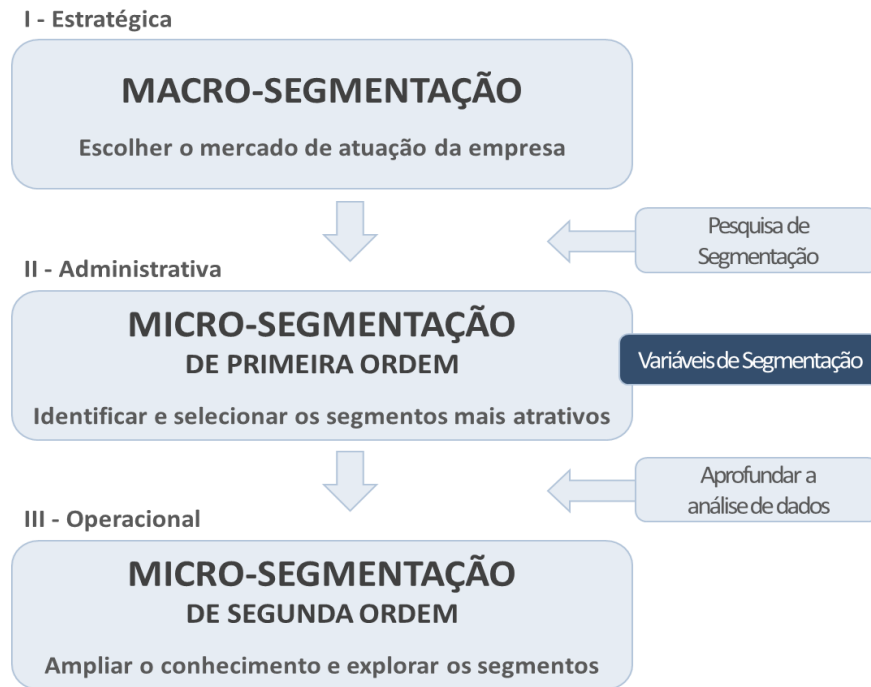 I - Estratégica
MACRO-SEGMENTAÇÃO
Escolher o mercado de atuação da empresa
Pesquisa de
Segmentação
II - Administrativa
MICRO-SEGMENTAÇÃO
DE PRIMEIRA ORDEM
Variáveis de Segmentação
Identificar e selecionar os segmentos mais atrativos
Aprofundar a
análise de dados
III - Operacional
MICRO-SEGMENTAÇÃO
DE SEGUNDA ORDEM
Ampliar o conhecimento e explorar os segmentos